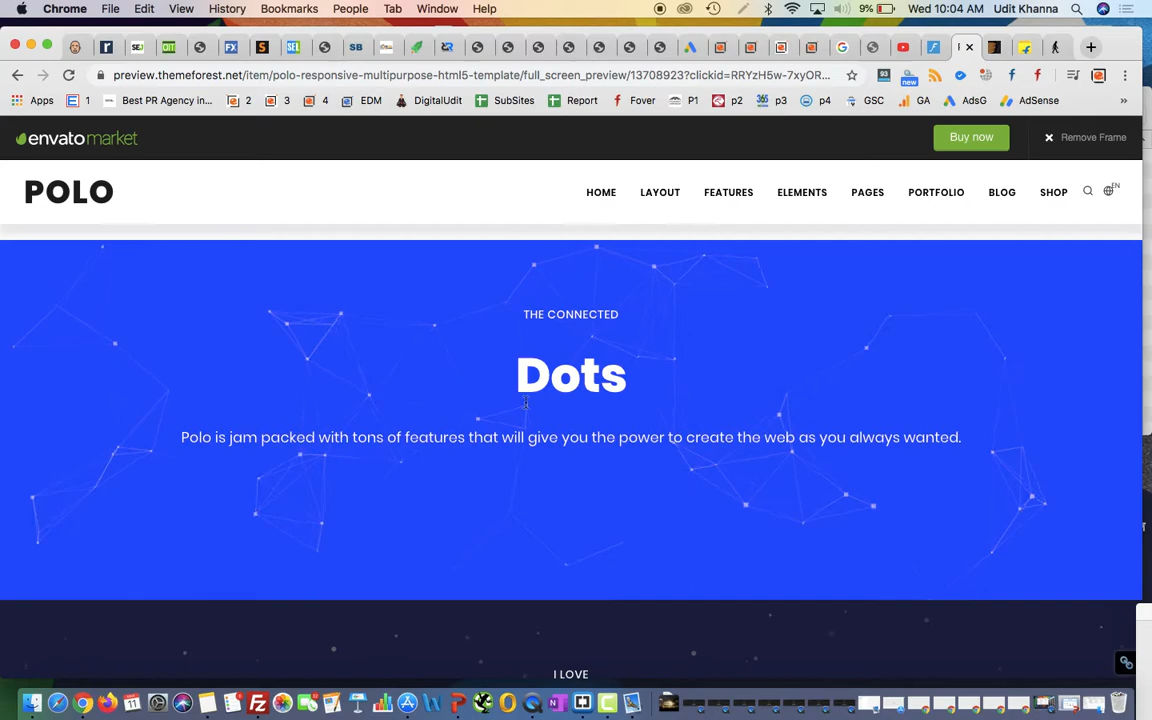 Chrome File Edit View History Bookmarks People Tab Window Help 9% Wed 10:04 AM Udit Khanna
preview.themeforest.net/item/polo-responsive-multipurpose-html5-template/full_screen_preview/13708923?clickid=RRYzH5w-7xyOR...
Apps 1 Best PR Agency in... 2 3 4 EDM DigitalUdit SubSites Report Fover P1 p2 p3 p4 GSC GA AdsG AdSense »
envatomarket Buy now Remove Frame
POLO HOME LAYOUT FEATURES ELEMENTS PAGES PORTFOLIO BLOG SHOP EN
THE CONNECTED
Dots
Polo is jam packed with tons of features that will give you the power to create the web as you always wanted.
I LOVE